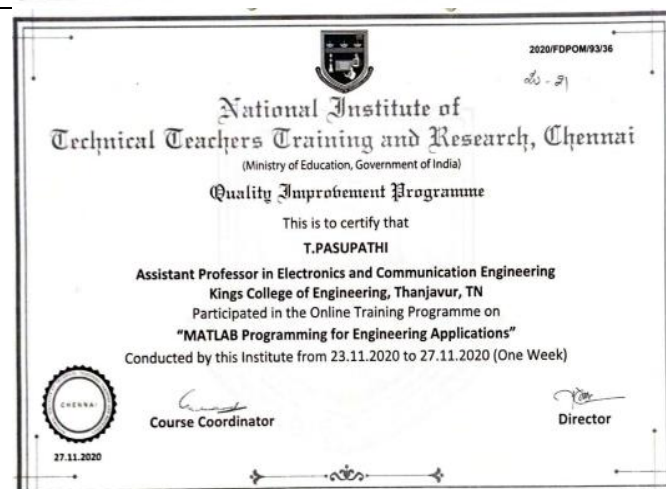 2020/FDPOM/93/36
National Institute of
Technical Teachers Training and Research, Chennai
(Ministry of Education, Government of India)
Quality Improvement Programme
This is to certify that
T.PASUPATHI
Assistant Professor in Electronics and Communication Engineering
Kings College of Engineering, Thanjavur, TN
Participated in the Online Training Programme on
“MATLAB Programming for Engineering Applications”
Conducted by this Institute from 23.11.2020 to 27.11.2020 (One Week)
CHENNAI
Course Coordinator
Director
27.11.2020